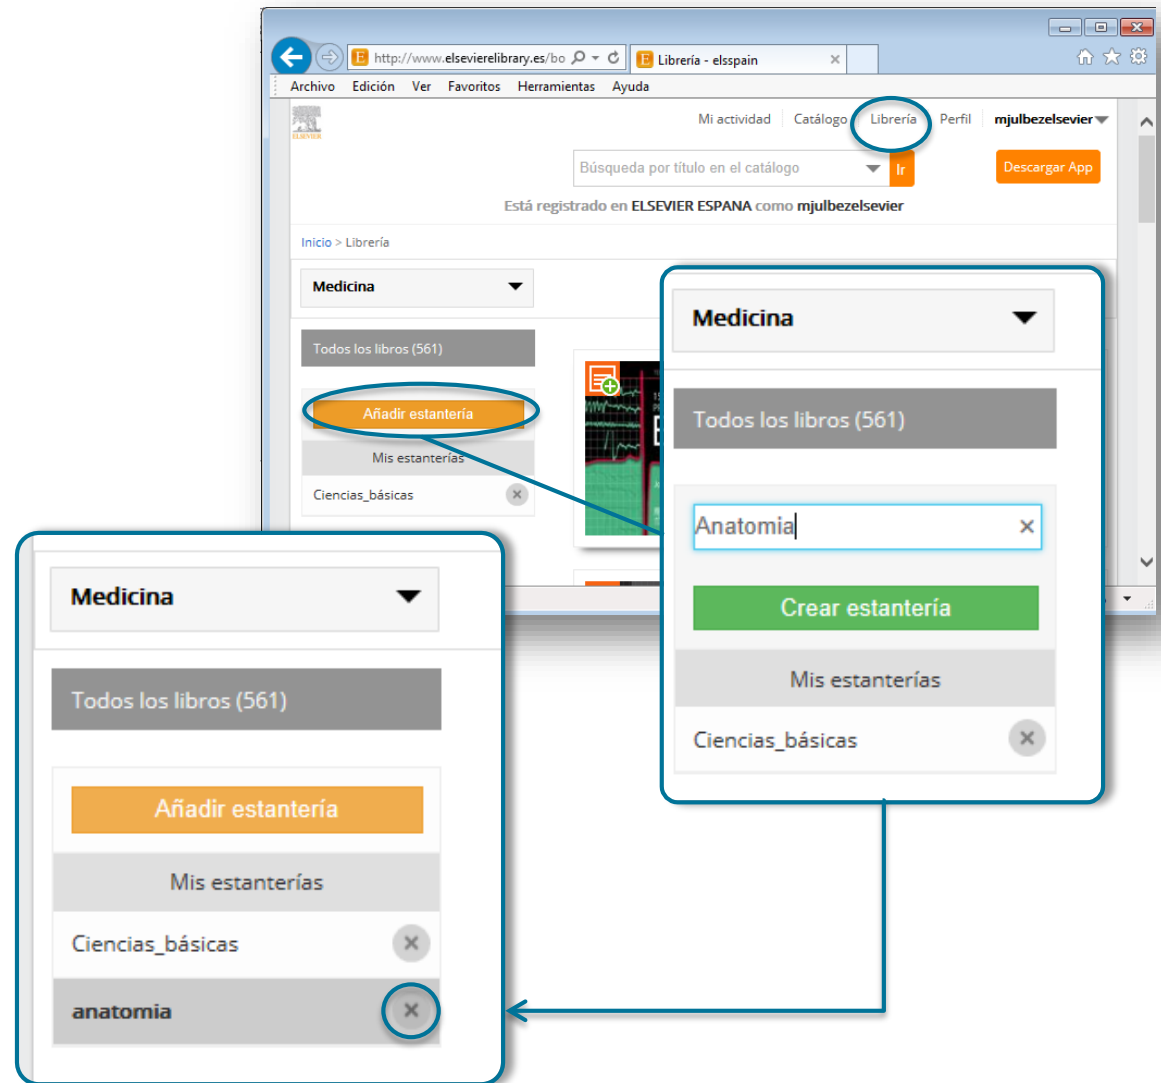 http://www.elsevierelibrary.es/bo
Librería - elsspain
Archivo Edición Ver Favoritos Herramientas Ayuda
ELSEVIER
Mi actividad Catálogo Librería Perfil mjulbezelsevier
Búsqueda por título en el catálogo Ir
Descargar App
Está registrado en ELSEVIER ESPANA como mjulbezelsevier
Inicio > Librería
Medicina
Todos los libros (561)
Añadir estantería
Mis estanterías
Ciencias_básicas
Medicina
Todos los libros (561)
Anatomia
Crear estantería
Mis estanterías
Ciencias_básicas
Medicina
Todos los libros (561)
Añadir estantería
Mis estanterías
Ciencias_básicas
anatomia